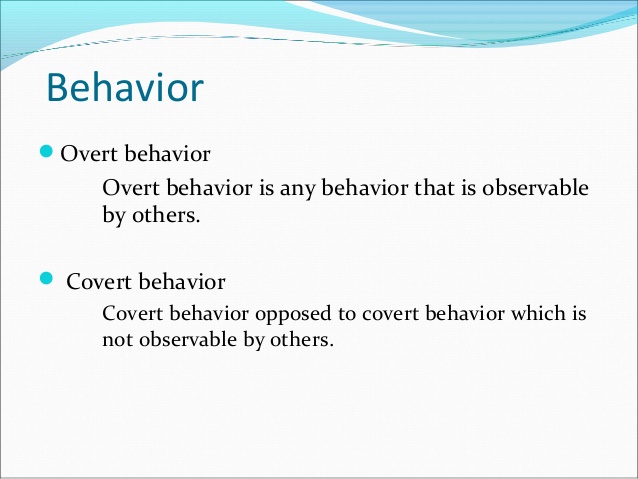 Behavior
Overt behavior
Overt behavior is any behavior that is observable
by others.
Covert behavior
Covert behavior opposed to covert behavior which is
not observable by others.